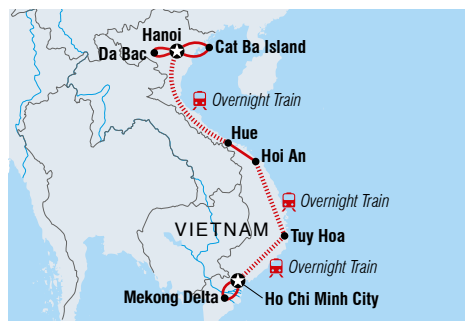 Hanoi
Da Bac
Cat Ba Island
Overnight Train
Hue
Hoi An
Overnight Train
VIETNAM
Tuy Hoa
Overnight Train
Mekong Delta
Ho Chi Minh City